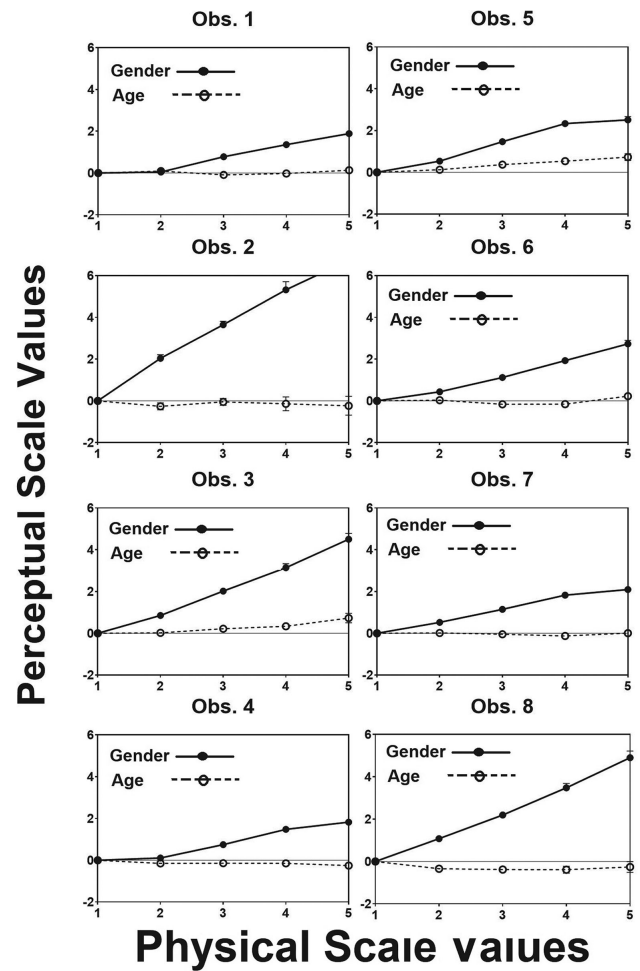 Perceptual Scale Values
Obs. 1
6
4
2
0
-2
Gender
Age
1 2 3 4 5
Obs. 5
6
4
2
0
-2
Gender
Age
1 2 3 4 5
Obs. 2
6
4
2
0
-2
1 2 3 4 5
Obs. 6
6
4
2
0
-2
Gender
Age
1 2 3 4 5
Obs. 3
6
4
2
0
-2
Gender
Age
1 2 3 4 5
Obs. 7
6
4
2
0
-2
Gender
Age
1 2 3 4 5
Obs. 4
6
4
2
0
-2
Gender
Age
1 2 3 4 5
Obs. 8
6
4
2
0
-2
Gender
Age
1 2 3 4 5
Physical Scale values